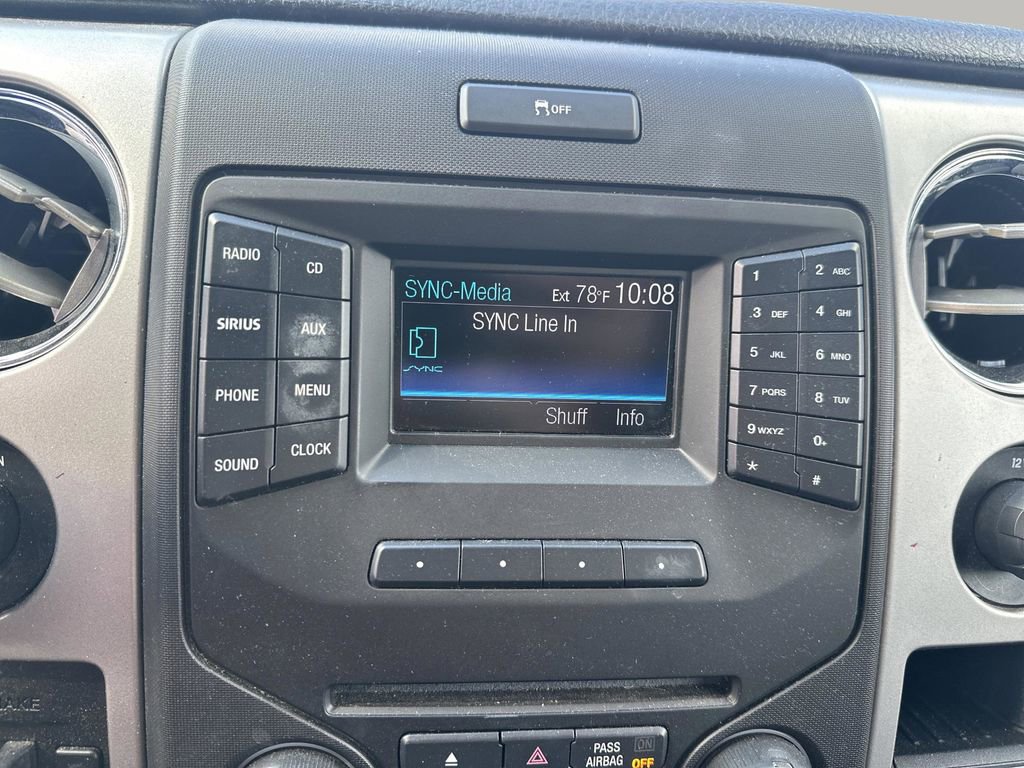 OFF
RADIO
CD
SIRIUS
AUX
PHONE
MENU
SOUND
CLOCK
SYNC-Media Ext 78°F 10:08
SYNC Line In
SYNC
Shuff Info
1
2 ABC
3 DEF
4 GHI
5 JKL
6 MNO
7 PQRS
8 TUV
9 WXYZ
0+
*
#
12
PASS ON
AIRBAG OFF